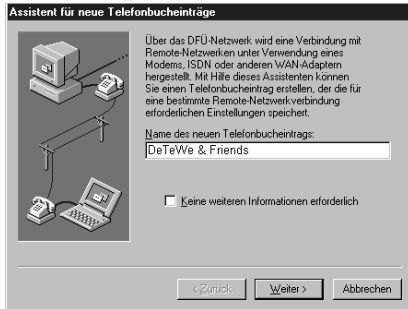 Assistent für neue Telefonbucheinträge
Über das DFÜ-Netzwerk wird eine Verbindung mit
Remote-Netzwerken unter Verwendung eines
Modems, ISDN oder anderen WAN-Adaptern
hergestellt. Mit Hilfe dieses Assistenten können
Sie einen Telefonbucheintrag erstellen, der die für
eine bestimmte Remote-Netzwerkverbindung
erforderlichen Einstellungen speichert.
Name des neuen Telefonbucheintrags:
DeTeWe & Friends
Keine weiteren Informationen erforderlich
< Zurück
Weiter >
Abbrechen